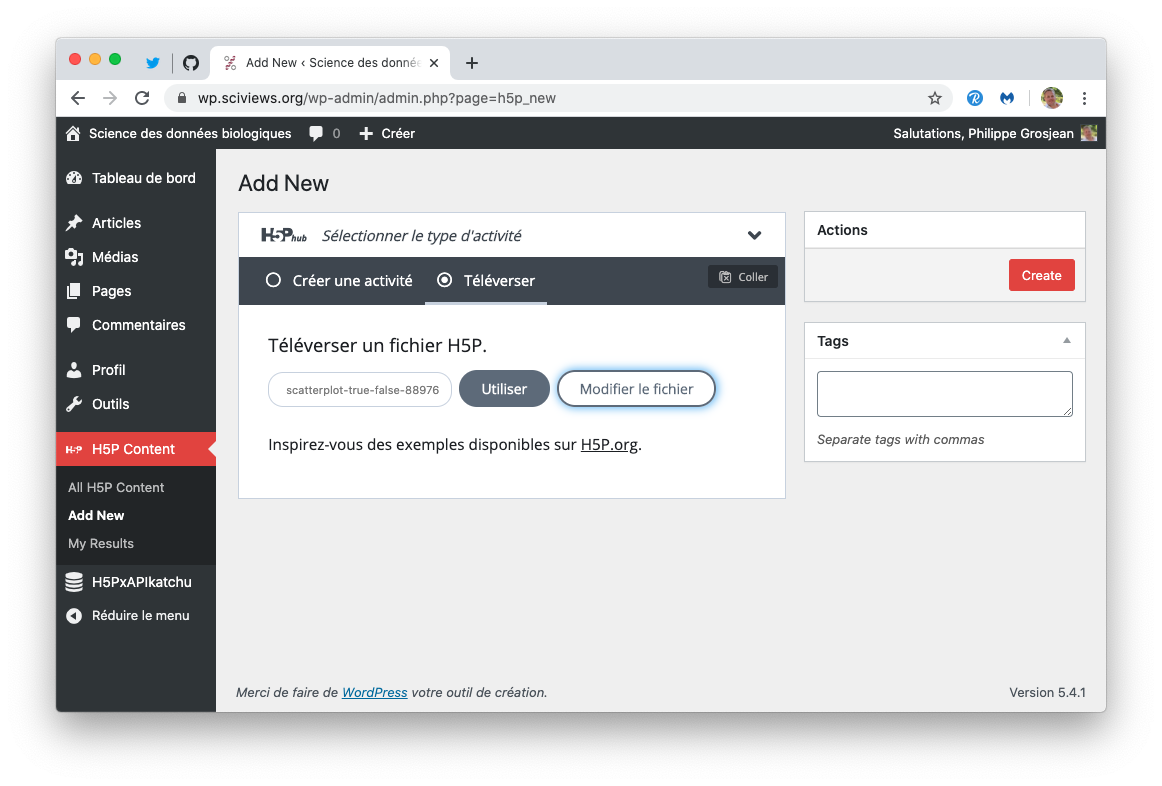 Add New ‹ Science des donnée
wp.sciviews.org/wp-admin/admin.php?page=h5p_new
Science des données biologiques 0 Créer
Salutations, Philippe Grosjean
Tableau de bord
Articles
Médias
Pages
Commentaires
Profil
Outils
H5P H5P Content
All H5P Content
Add New
My Results
H5PxAPIkatchu
Réduire le menu
Add New
H5P hub Sélectionner le type d'activité
Créer une activité Téléverser Coller
Téléverser un fichier H5P.
scatterplot-true-false-88976 Utiliser Modifier le fichier
Inspirez-vous des exemples disponibles sur H5P.org.
Actions
Create
Tags
Separate tags with commas
Merci de faire de WordPress votre outil de création.
Version 5.4.1